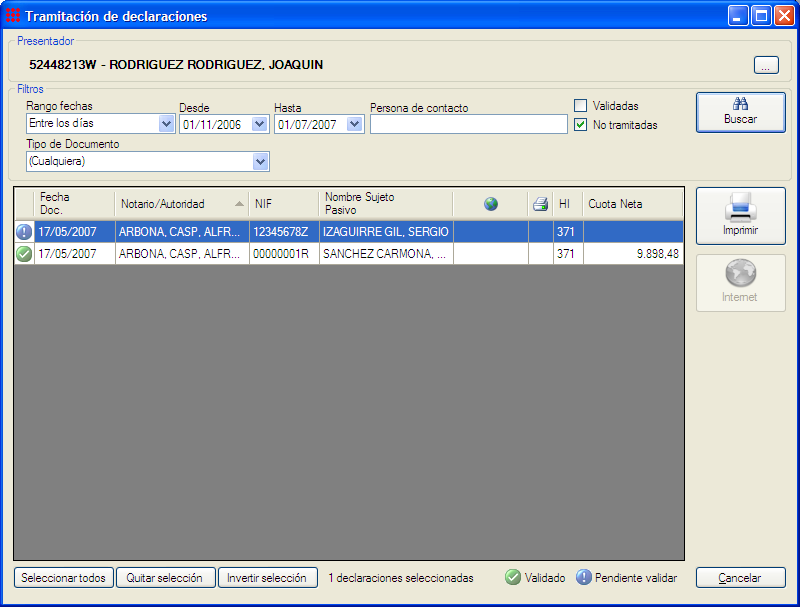 Tramitación de declaraciones
Presentador
52448213W - RODRIGUEZ RODRIGUEZ, JOAQUIN
...
Filtros
Rango fechas
Desde
Hasta
Persona de contacto
Validadas
Entre los días
01/11/2006
01/07/2007
No tramitadas
Buscar
Tipo de Documento
(Cualquiera)
Fecha Doc.
Notario/Autoridad
NIF
Nombre Sujeto Pasivo
HI
Cuota Neta
17/05/2007 ARBONA, CASP, ALFR... 12345678Z IZAGUIRRE GIL, SERGIO 371
17/05/2007 ARBONA, CASP, ALFR... 00000001R SANCHEZ CARMONA, ... 371 9.898,48
Imprimir
Internet
Seleccionar todos
Quitar selección
Invertir selección
1 declaraciones seleccionadas
Validado
Pendiente validar
Cancelar